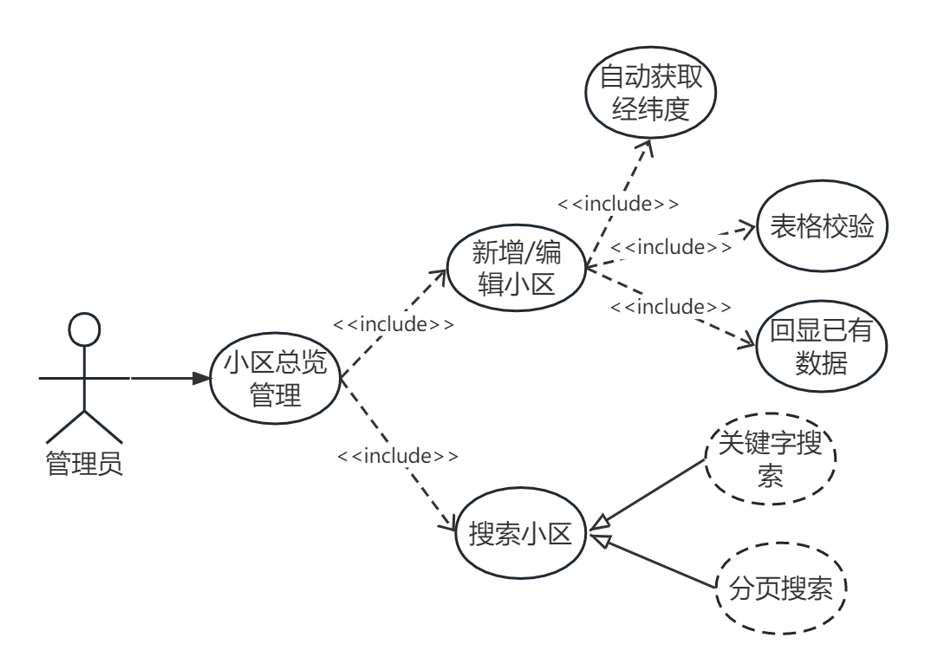 自动获取
经纬度
<<include>>
表格校验
<<include>>
新增/编
辑小区
<<include>>
回显已有
数据
<<include>>
小区总览
管理
管理员
<<include>>
关键字搜
索
搜索小区
分页搜索